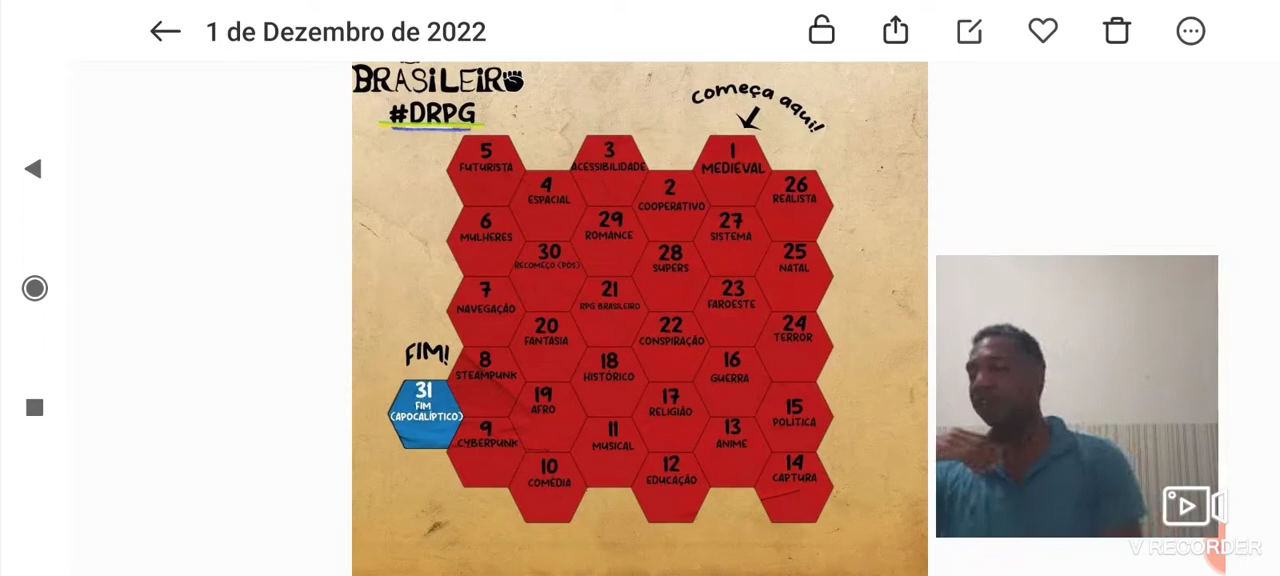 1 de Dezembro de 2022
BRASiLEiRO
#DRPG
Começa aqui!
5
FUTURISTA
3
ACESSIBILIDADE
1
MEDIEVAL
4
ESPACIAL
2
COOPERATIVO
26
REALISTA
6
MULHERES
29
ROMANCE
27
SISTEMA
30
RECOMEÇO (PÓS)
28
SUPERS
25
NATAL
7
NAVEGAÇÃO
21
RPG BRASILEIRO
23
FAROESTE
20
FANTASIA
22
CONSPIRAÇÃO
24
TERROR
FIM!
8
STEAMPUNK
18
HISTÓRICO
16
GUERRA
31
FIM
(APOCALÍPTICO)
19
AFRO
17
RELIGIÃO
15
POLÍTICA
9
CYBERPUNK
11
MUSICAL
13
ANIME
10
COMÉDIA
12
EDUCAÇÃO
14
CAPTURA
V RECORDER